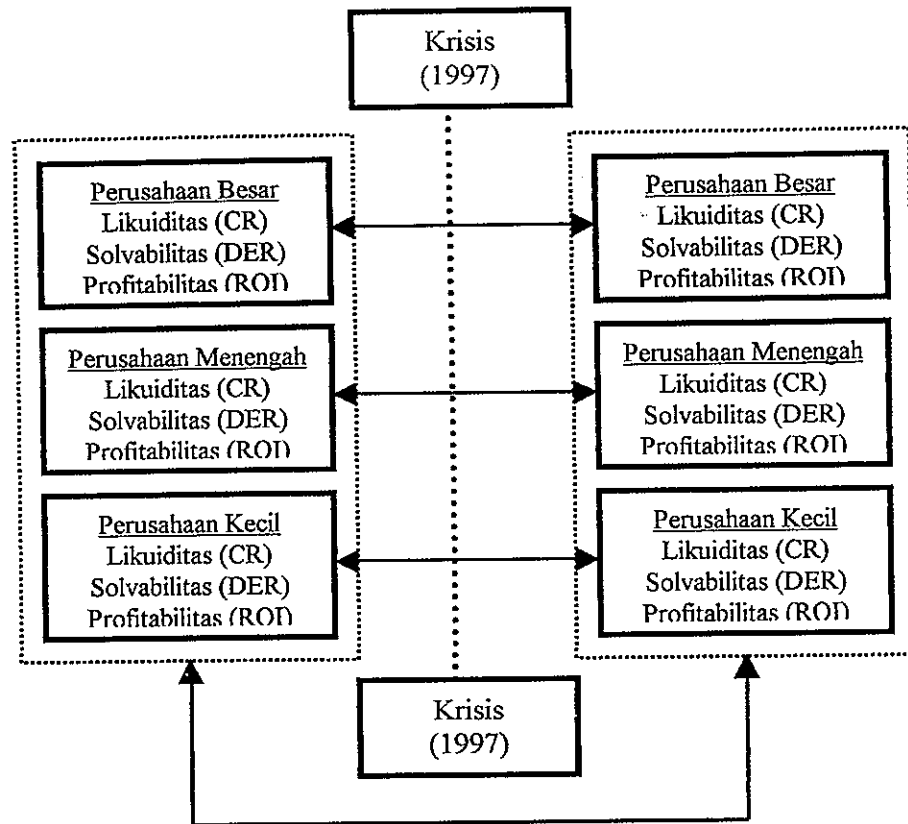 Krisis
(1997)
Perusahaan Besar
Likuiditas (CR)
Solvabilitas (DER)
Profitabilitas (ROI)
Perusahaan Menengah
Likuiditas (CR)
Solvabilitas (DER)
Profitabilitas (ROI)
Perusahaan Kecil
Likuiditas (CR)
Solvabilitas (DER)
Profitabilitas (ROI)
Perusahaan Besar
Likuiditas (CR)
Solvabilitas (DER)
Profitabilitas (ROI)
Perusahaan Menengah
Likuiditas (CR)
Solvabilitas (DER)
Profitabilitas (ROI)
Perusahaan Kecil
Likuiditas (CR)
Solvabilitas (DER)
Profitabilitas (ROI)
Krisis
(1997)